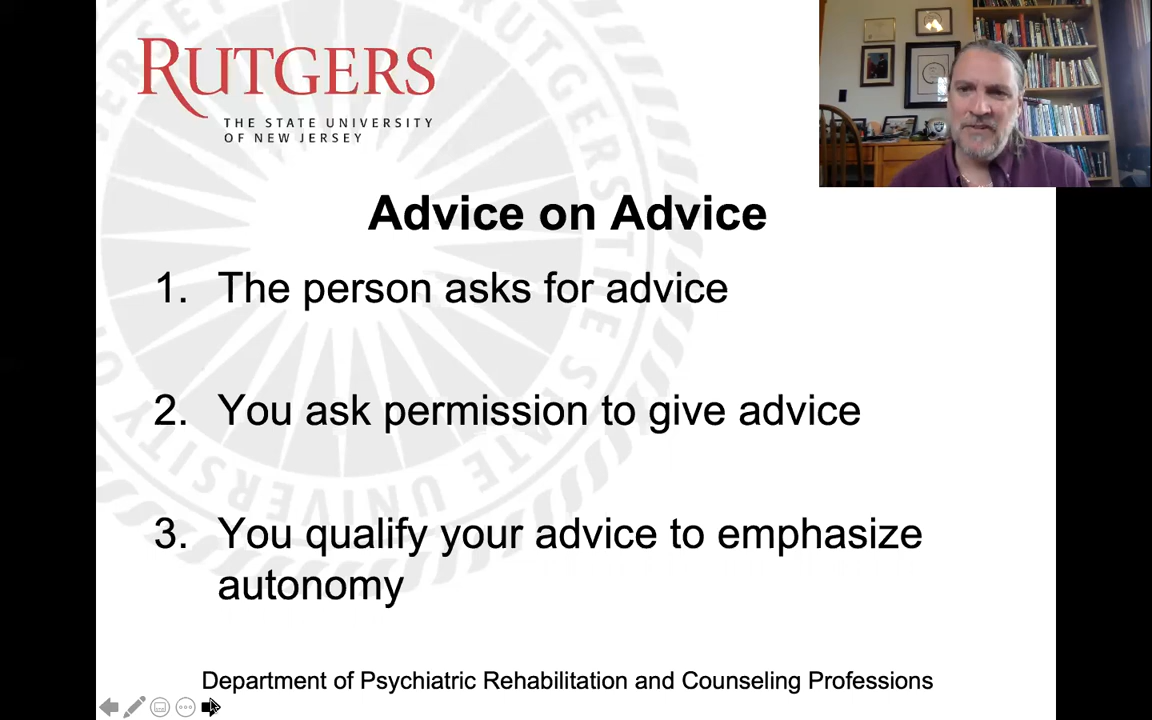 RUTGERS
THE STATE UNIVERSITY
OF NEW JERSEY
Advice on Advice
1. The person asks for advice
2. You ask permission to give advice
3. You qualify your advice to emphasize
autonomy
Department of Psychiatric Rehabilitation and Counseling Professions